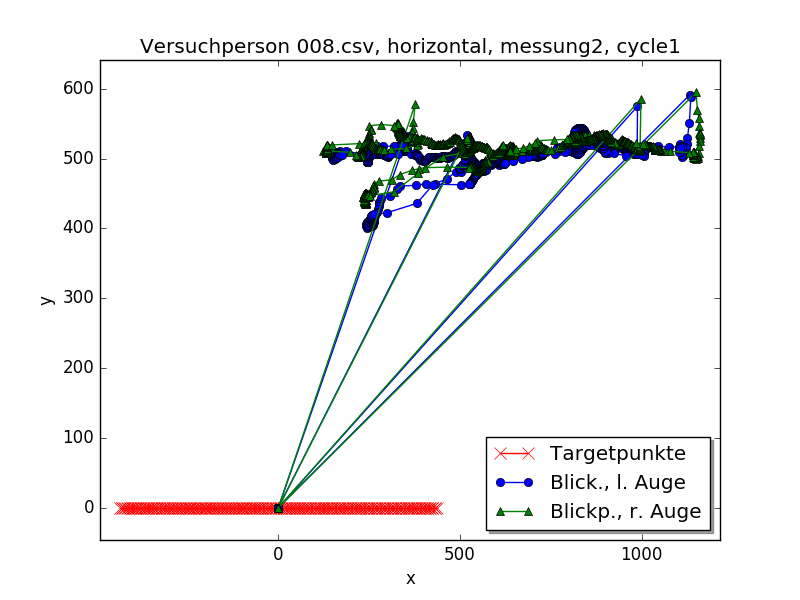 Versuchperson 008.csv, horizontal, messung2, cycle1
600
500
400
300
200
100
0
y
0 500 1000
x
Targetpunkte
Blick., l. Auge
Blickp., r. Auge